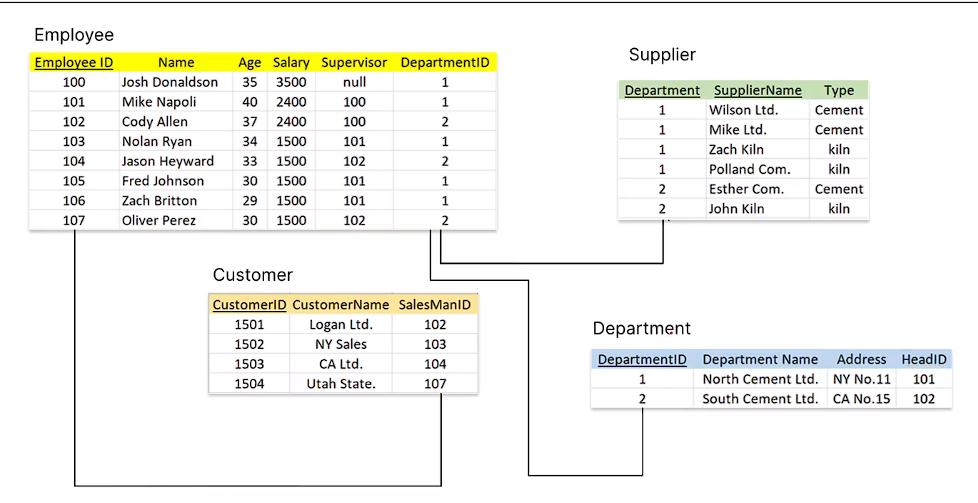 Employee
Employee ID Name Age Salary Supervisor DepartmentID
100 Josh Donaldson 35 3500 null 1
101 Mike Napoli 40 2400 100 1
102 Cody Allen 37 2400 100 2
103 Nolan Ryan 34 1500 101 1
104 Jason Heyward 33 1500 102 2
105 Fred Johnson 30 1500 101 1
106 Zach Britton 29 1500 101 1
107 Oliver Perez 30 1500 102 2
Supplier
Department SupplierName Type
1 Wilson Ltd. Cement
1 Mike Ltd. Cement
1 Zach Kiln kiln
1 Polland Com. kiln
2 Esther Com. Cement
2 John Kiln kiln
Customer
CustomerID CustomerName SalesManID
1501 Logan Ltd. 102
1502 NY Sales 103
1503 CA Ltd. 104
1504 Utah State. 107
Department
DepartmentID Department Name Address HeadID
1 North Cement Ltd. NY No.11 101
2 South Cement Ltd. CA No.15 102